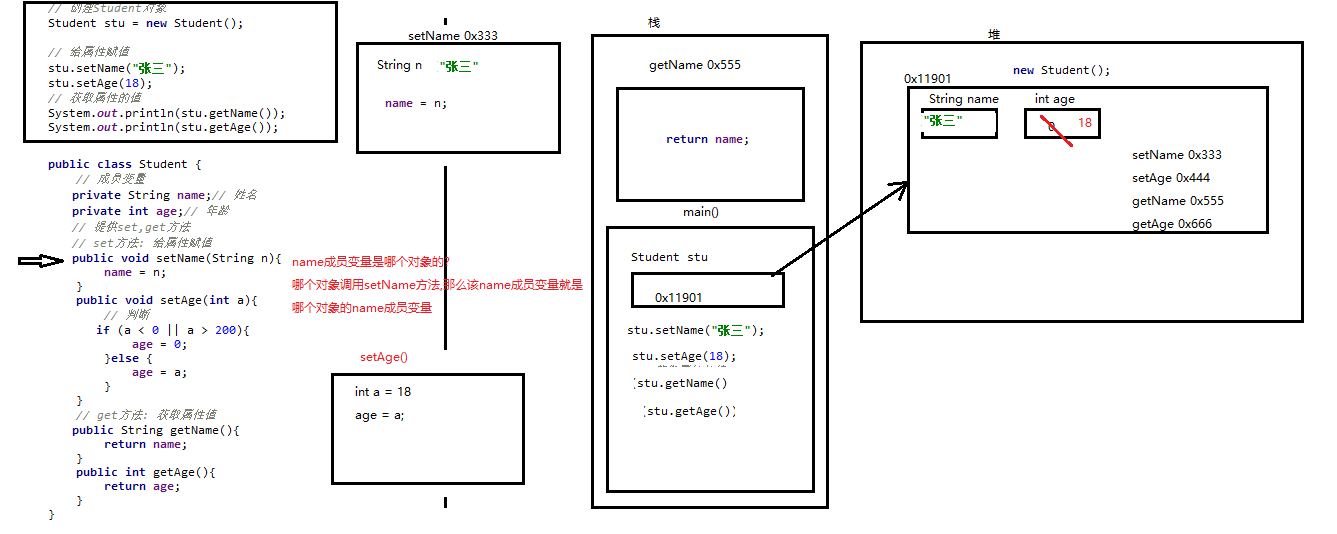 // 创建Student对象
Student stu = new Student();
// 给属性赋值
stu.setName("张三");
stu.setAge(18);
// 获取属性的值
System.out.println(stu.getName());
System.out.println(stu.getAge());
public class Student {
// 成员变量
private String name;// 姓名
private int age;// 年龄
// 提供set,get方法
// set方法: 给属性赋值
public void setName(String n){
name = n;
}
public void setAge(int a){
// 判断
if (a < 0 || a > 200){
age = 0;
}else {
age = a;
}
}
// get方法: 获取属性值
public String getName(){
return name;
}
public int getAge(){
return age;
}
}
name成员变量是哪个对象的?
哪个对象调用setName方法,那么该name成员变量就是
哪个对象的name成员变量
setName 0x333
String n "张三"
name = n;
setAge()
int a = 18
age = a;
栈
getName 0x555
return name;
main()
Student stu
0x11901
stu.setName("张三");
stu.setAge(18);
stu.getName()
stu.getAge())
堆
new Student();
0x11901
String name int age
"张三" 0 18
setName 0x333
setAge 0x444
getName 0x555
getAge 0x666